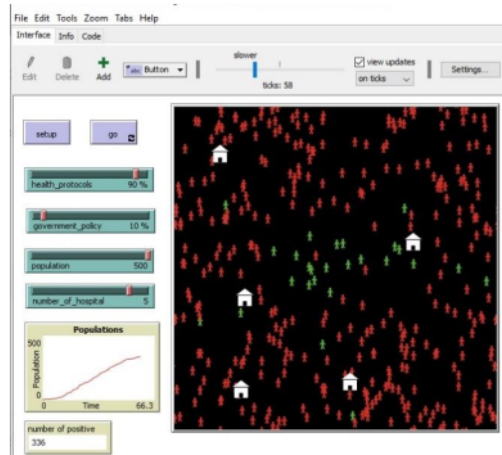 File Edit Tools Zoom Tabs Help
Interface Info Code
Edit Delete Add abc Button slower view updates
ticks: 58 on ticks Settings...
setup go
health_protocols 90 %
government_policy 10 %
population 500
number_of_hospital 5
Populations
500
Population
0
0 Time 66.3
number of positive
336